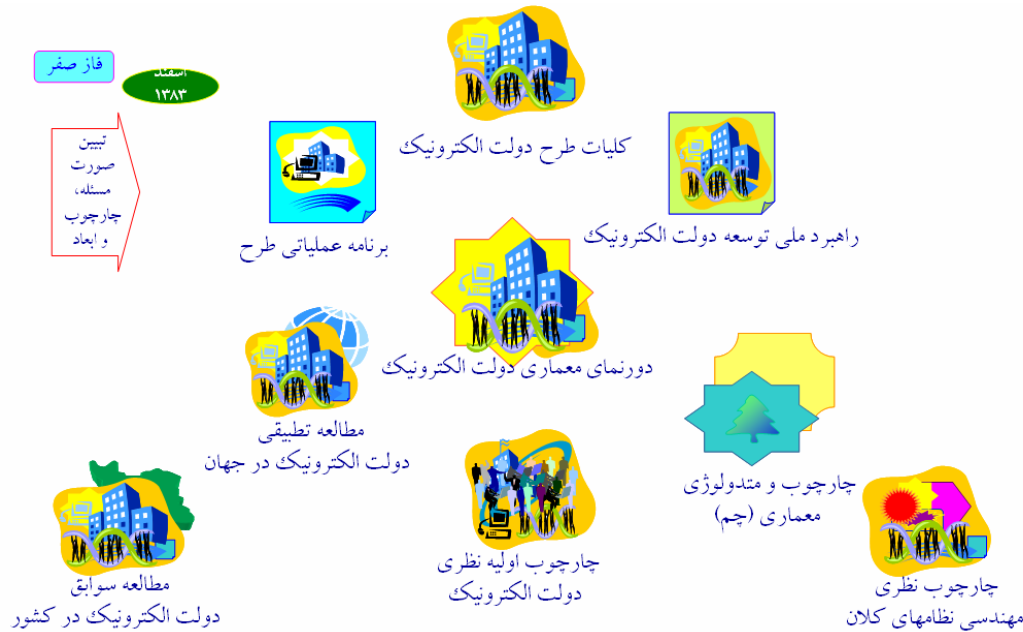 فاز صفر
اسفند
۱۳۸۳
تبیین
صورت
مسئله،
چارچوب
و ابعاد
کلیات طرح دولت الکترونیک
راهبرد ملی توسعه دولت الکترونیک
برنامه عملیاتی طرح
دورنمای معماری دولت الکترونیک
مطالعه تطبیقی
دولت الکترونیک در جهان
چارچوب و متدولوژی
معماری (چم)
چارچوب اولیه نظری
دولت الکترونیک
چارچوب نظری
مهندسی نظامهای کلان
مطالعه سوابق
دولت الکترونیک در کشور